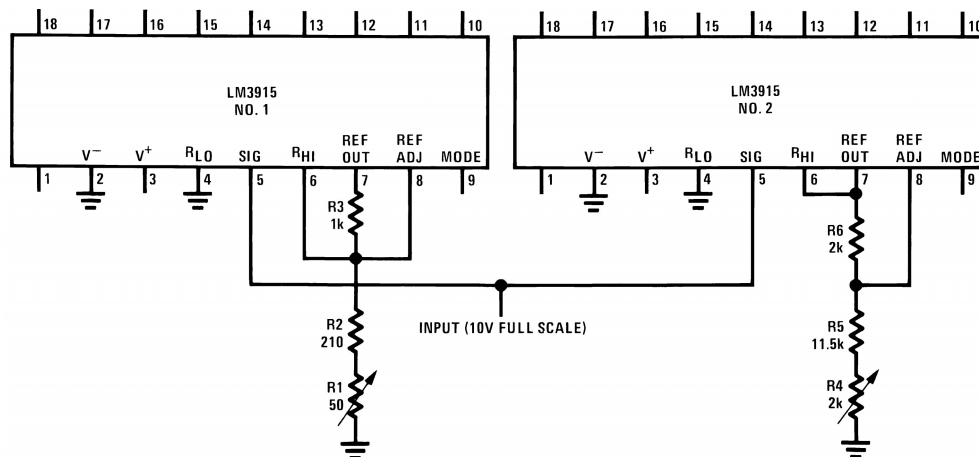 18 17 16 15 14 13 12 11 10
LM3915
NO. 1
V− V+ RLO SIG RHI REF OUT REF ADJ MODE
1 2 3 4 5 6 7 8 9
R3
1k
R2
210
R1
50
18 17 16 15 14 13 12 11 10
LM3915
NO. 2
V− V+ RLO SIG RHI REF OUT REF ADJ MODE
1 2 3 4 5 6 7 8 9
R6
2k
R5
11.5k
R4
2k
INPUT (10V FULL SCALE)